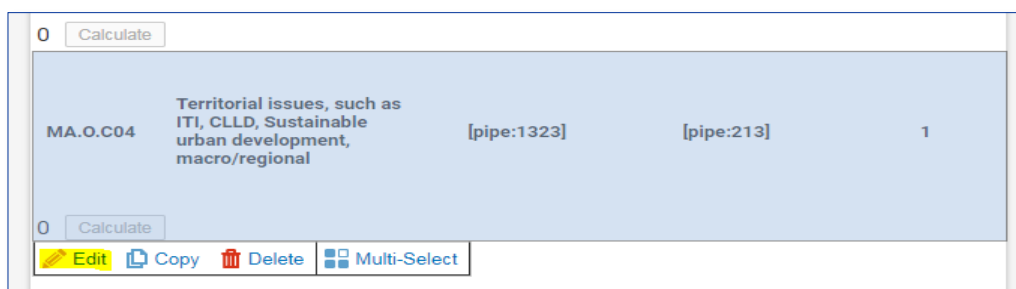 0 Calculate
Territorial issues, such as
ITI, CLLD, Sustainable
MA.O.C04 [pipe:1323] [pipe:213] 1
urban development,
macro/regional
0 Calculate
Edit Copy Delete Multi-Select